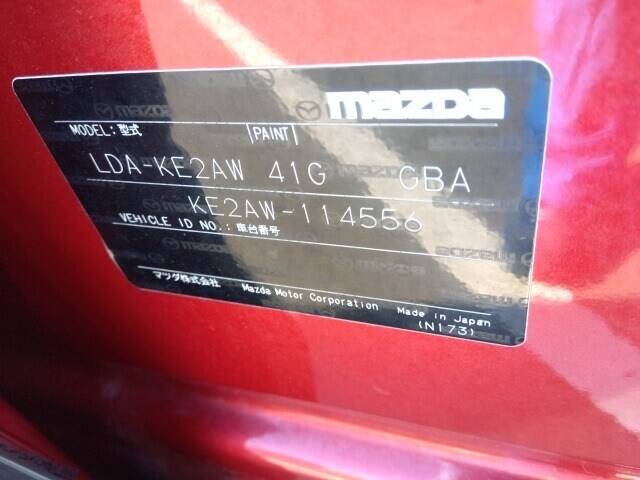 mazda
MODEL:型式 PAINT
LDA-KE2AW 41G GBA
KE2AW-114556
VEHICLE ID NO.:車台番号
マツダ株式会社 Mazda Motor Corporation Made in Japan
(N173)